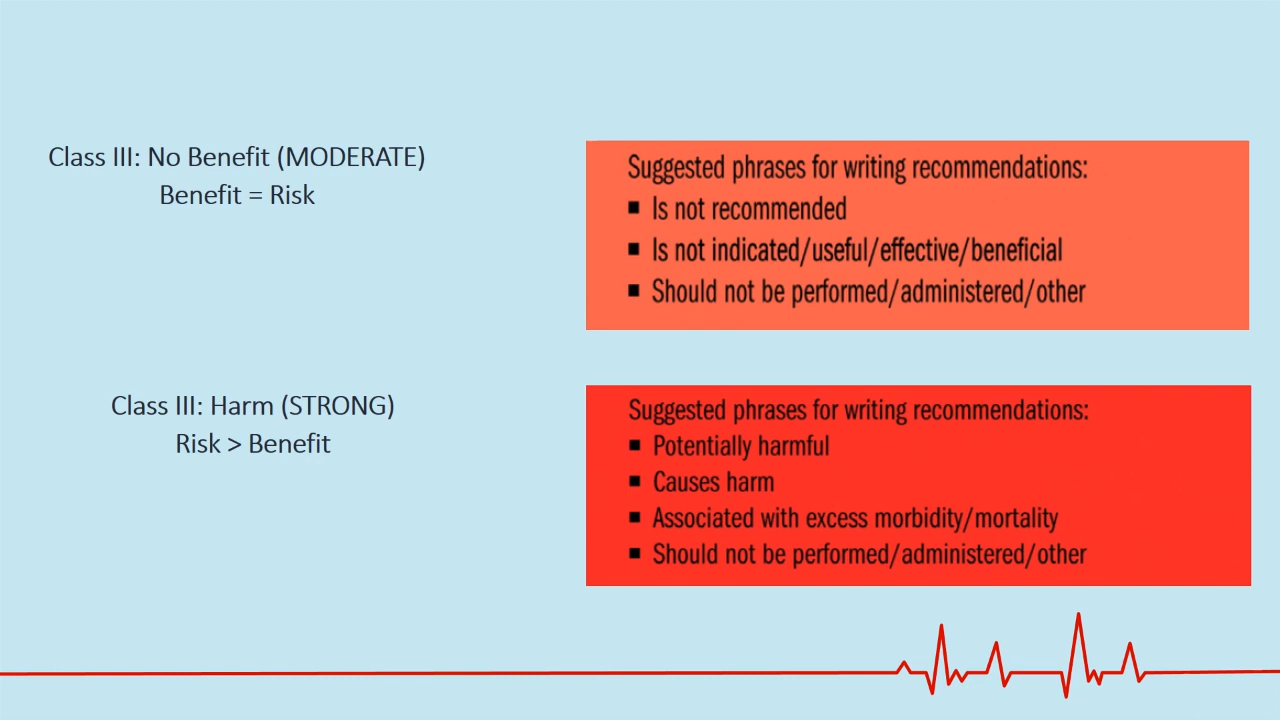 Class III: No Benefit (MODERATE)
Benefit = Risk
Suggested phrases for writing recommendations:
▪ Is not recommended
▪ Is not indicated/useful/effective/beneficial
▪ Should not be performed/administered/other
Class III: Harm (STRONG)
Risk > Benefit
Suggested phrases for writing recommendations:
▪ Potentially harmful
▪ Causes harm
▪ Associated with excess morbidity/mortality
▪ Should not be performed/administered/other